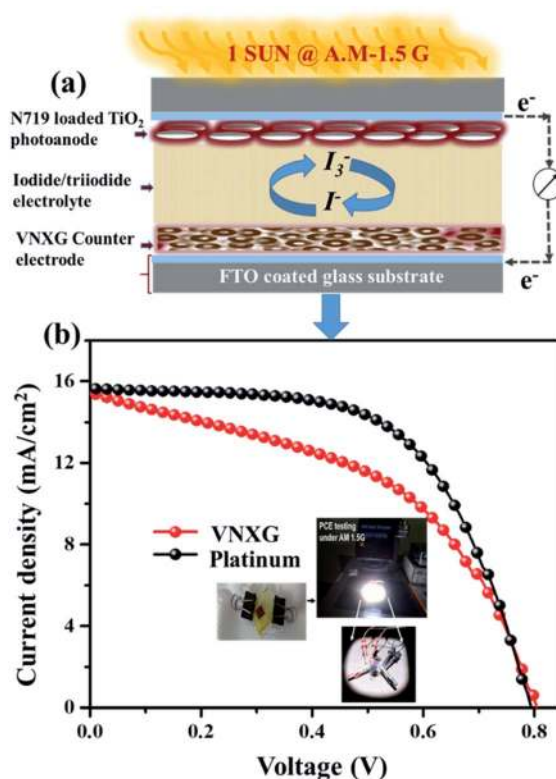 1 SUN @ A.M-1.5 G
(a)
e⁻
N719 loaded TiO₂
photoanode
I₃⁻
Iodide/triiodide
electrolyte
I⁻
VNXG Counter
electrode
FTO coated glass substrate
e⁻
(b)
Current density (mA/cm²)
16
12
8
4
0
VNXG
Platinum
PCE testing
under AM 1.5G
0.0 0.2 0.4 0.6 0.8
Voltage (V)